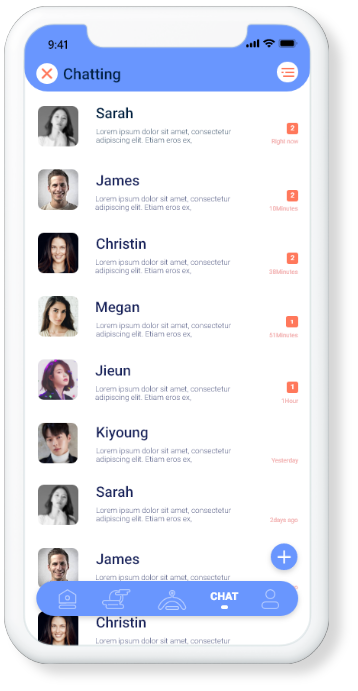 9:41
Chatting
Sarah
Lorem ipsum dolor sit amet, consectetur
adipiscing elit. Etiam eros ex,
2
Right now
James
Lorem ipsum dolor sit amet, consectetur
adipiscing elit. Etiam eros ex,
2
10Minutes
Christin
Lorem ipsum dolor sit amet, consectetur
adipiscing elit. Etiam eros ex,
2
Megan
Lorem ipsum dolor sit amet, consectetur
adipiscing elit. Etiam eros ex,
1
51Minutes
Jieun
Lorem ipsum dolor sit amet, consectetur
adipiscing elit. Etiam eros ex,
1
1Hour
Kiyoung
Lorem ipsum dolor sit amet, consectetur
adipiscing elit. Etiam eros ex,
Yesterday
Sarah
Lorem ipsum dolor sit amet, consectetur
adipiscing elit. Etiam eros ex,
2days ago
James
Lorem ipsum dolor sit amet, consectetur
CHAT
Christin
Lorem ipsum dolor sit amet, consectetur